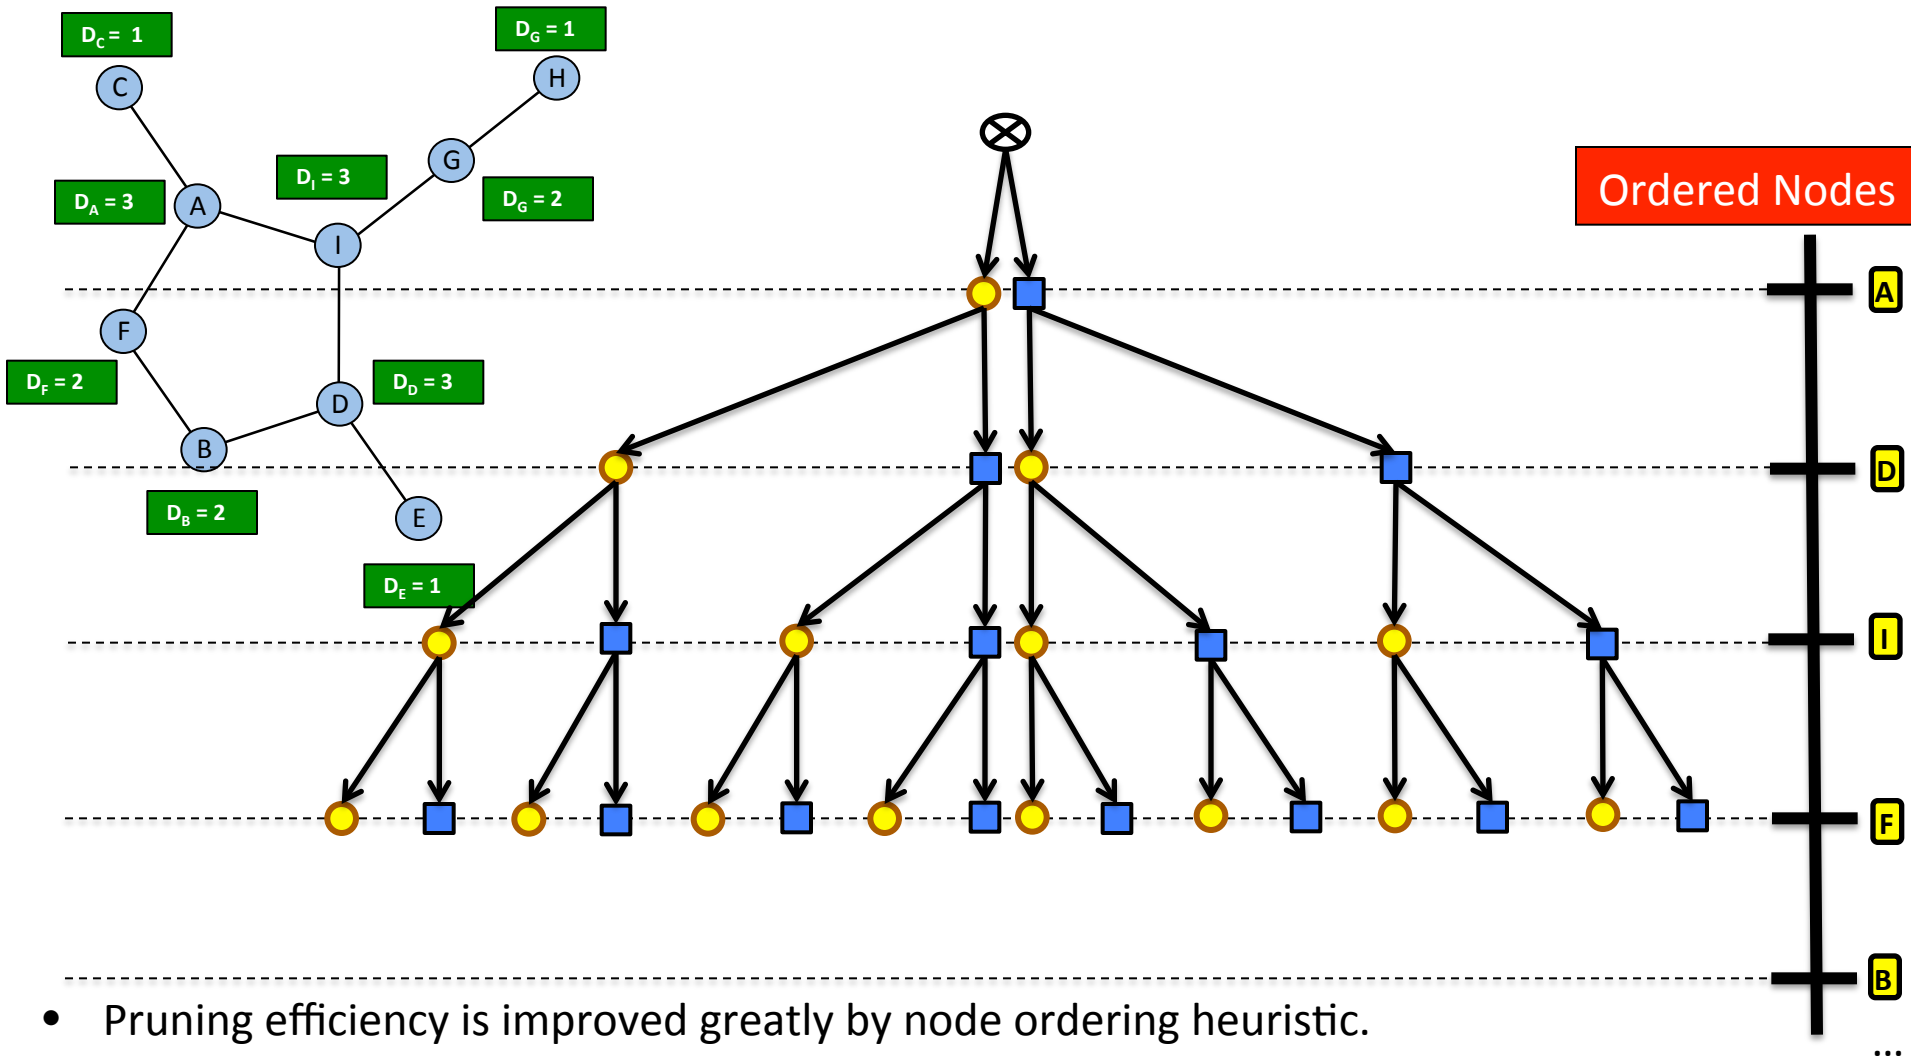 D_C = 1
D_G = 1
C
H
G
D_I = 3
D_A = 3
A
D_G = 2
I
F
D_F = 2
D_D = 3
D
B
D_B = 2
E
D_E = 1
Ordered Nodes
A
D
I
F
B
...
• Pruning efficiency is improved greatly by node ordering heuristic.